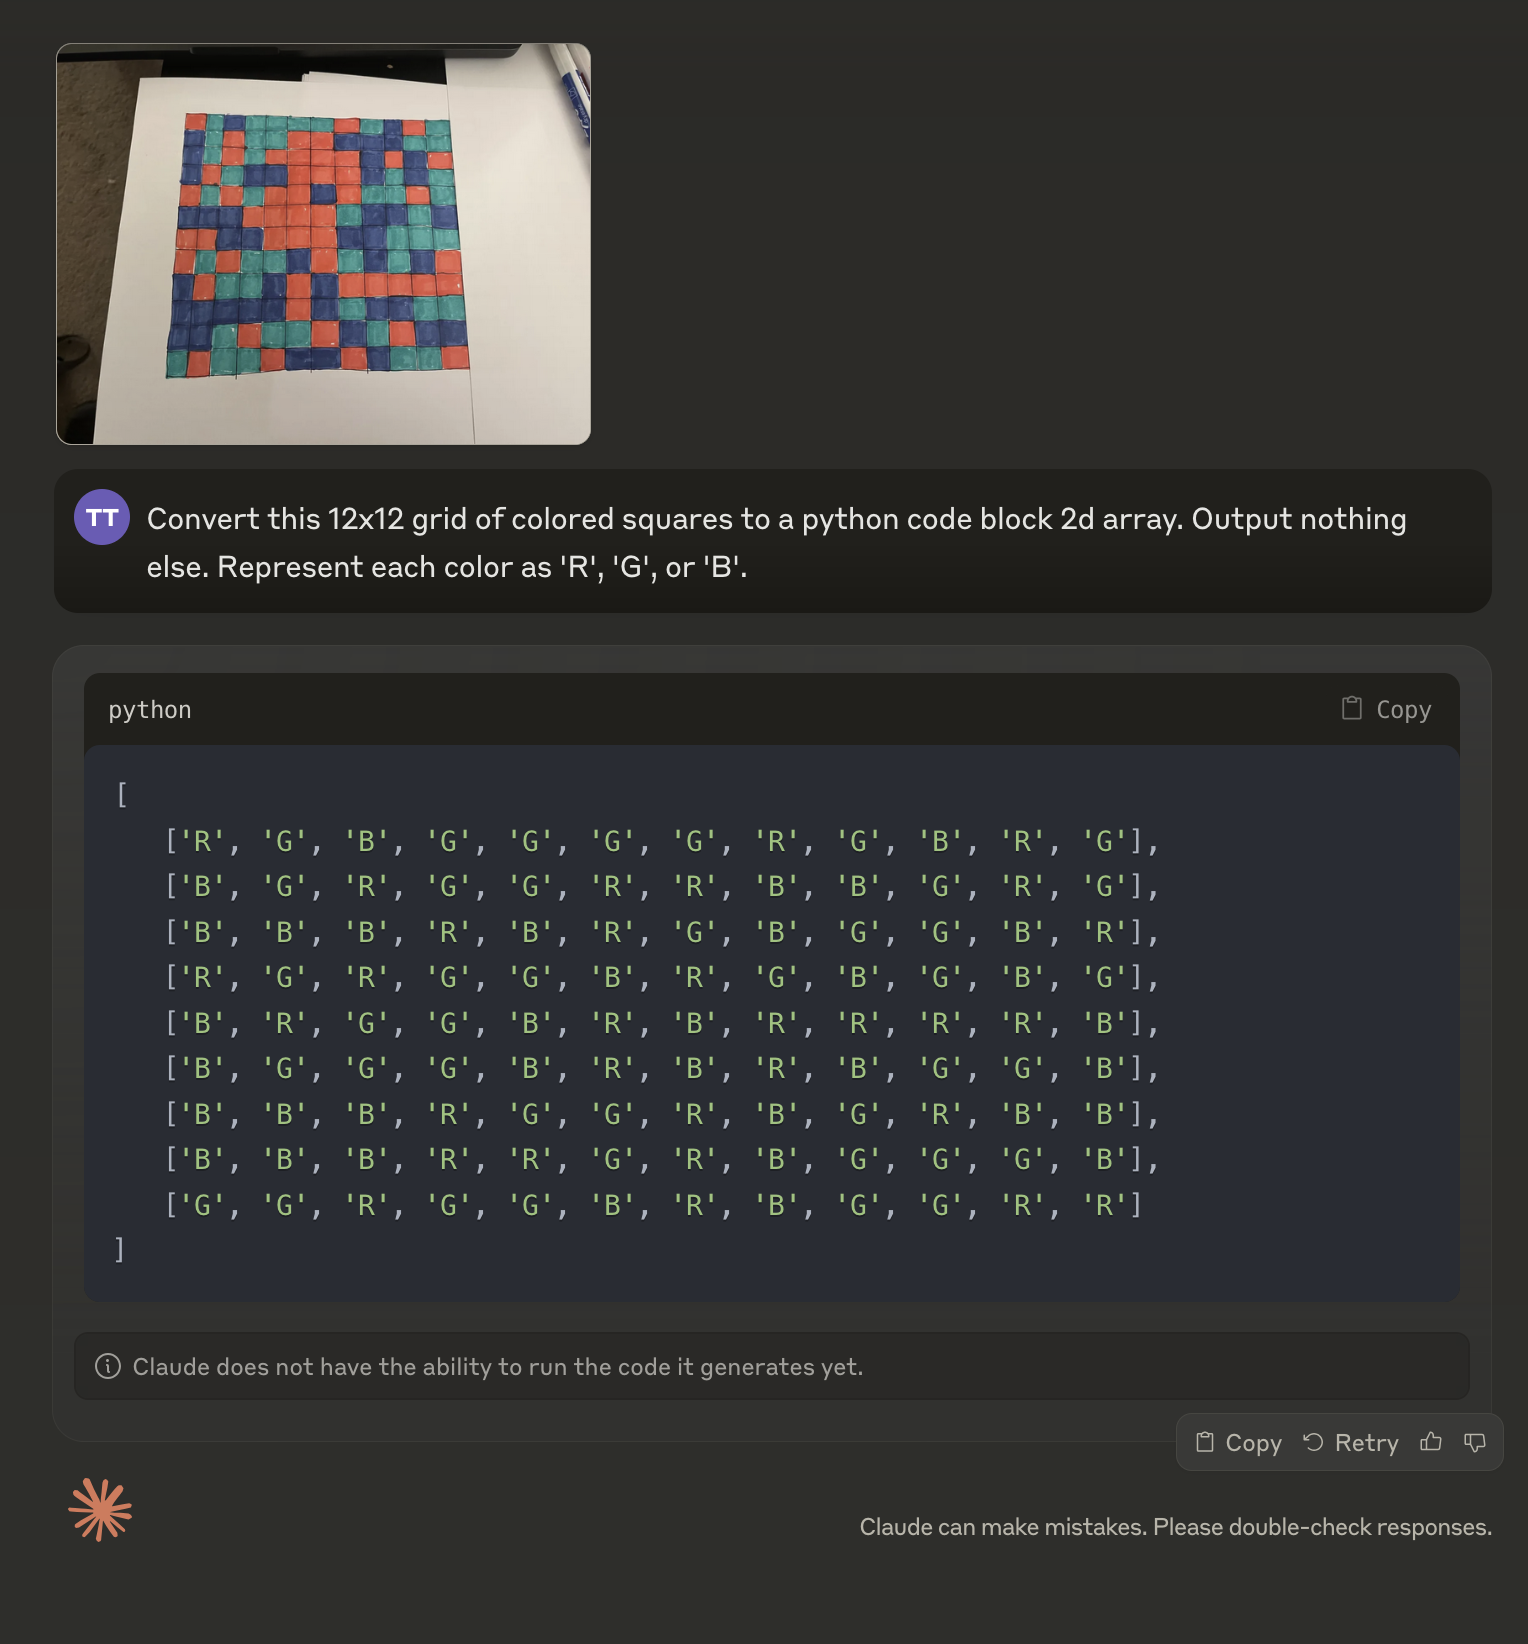 TT
Convert this 12x12 grid of colored squares to a python code block 2d array. Output nothing
else. Represent each color as 'R', 'G', or 'B'.
python
Copy
[
['R', 'G', 'B', 'G', 'G', 'G', 'G', 'R', 'G', 'B', 'R', 'G'],
['B', 'G', 'R', 'G', 'G', 'R', 'R', 'B', 'B', 'G', 'R', 'G'],
['B', 'B', 'B', 'R', 'B', 'R', 'G', 'B', 'G', 'G', 'B', 'R'],
['R', 'G', 'R', 'G', 'G', 'B', 'R', 'G', 'B', 'G', 'B', 'G'],
['B', 'R', 'G', 'G', 'B', 'R', 'B', 'R', 'R', 'R', 'R', 'B'],
['B', 'G', 'G', 'G', 'B', 'R', 'B', 'R', 'B', 'G', 'G', 'B'],
['B', 'B', 'B', 'R', 'G', 'G', 'R', 'B', 'G', 'R', 'B', 'B'],
['B', 'B', 'B', 'R', 'R', 'G', 'R', 'B', 'G', 'G', 'G', 'B'],
['G', 'G', 'R', 'G', 'G', 'B', 'R', 'B', 'G', 'G', 'R', 'R']
]
Claude does not have the ability to run the code it generates yet.
Copy Retry
Claude can make mistakes. Please double-check responses.